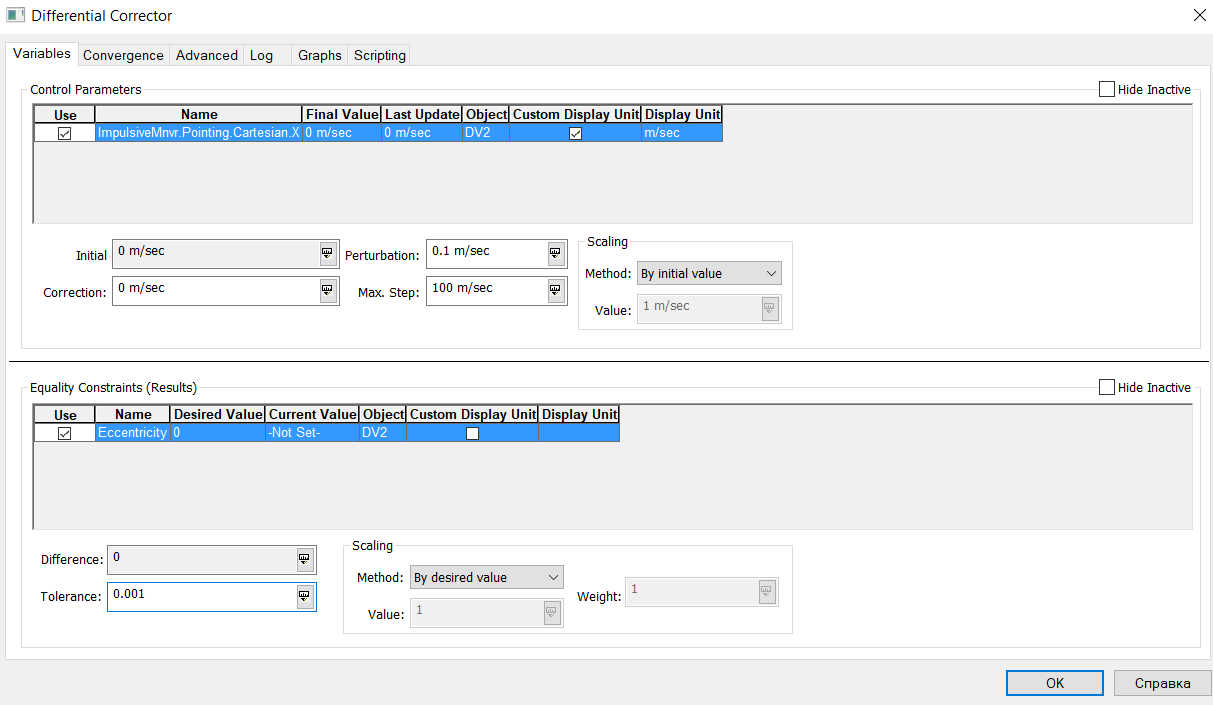 Differential Corrector
Variables Convergence Advanced Log Graphs Scripting
Control Parameters Hide Inactive
Use Name Final Value Last Update Object Custom Display Unit Display Unit
ImpulsiveMnvr.Pointing.Cartesian.X 0 m/sec 0 m/sec DV2 m/sec
Initial 0 m/sec Perturbation: 0.1 m/sec Scaling
Method: By initial value
Correction: 0 m/sec Max. Step: 100 m/sec
Value: 1 m/sec
Equality Constraints (Results) Hide Inactive
Use Name Desired Value Current Value Object Custom Display Unit Display Unit
Eccentricity 0 -Not Set- DV2
Difference: 0 Scaling
Method: By desired value
Tolerance: 0.001 Weight: 1
Value: 1
OK Справка